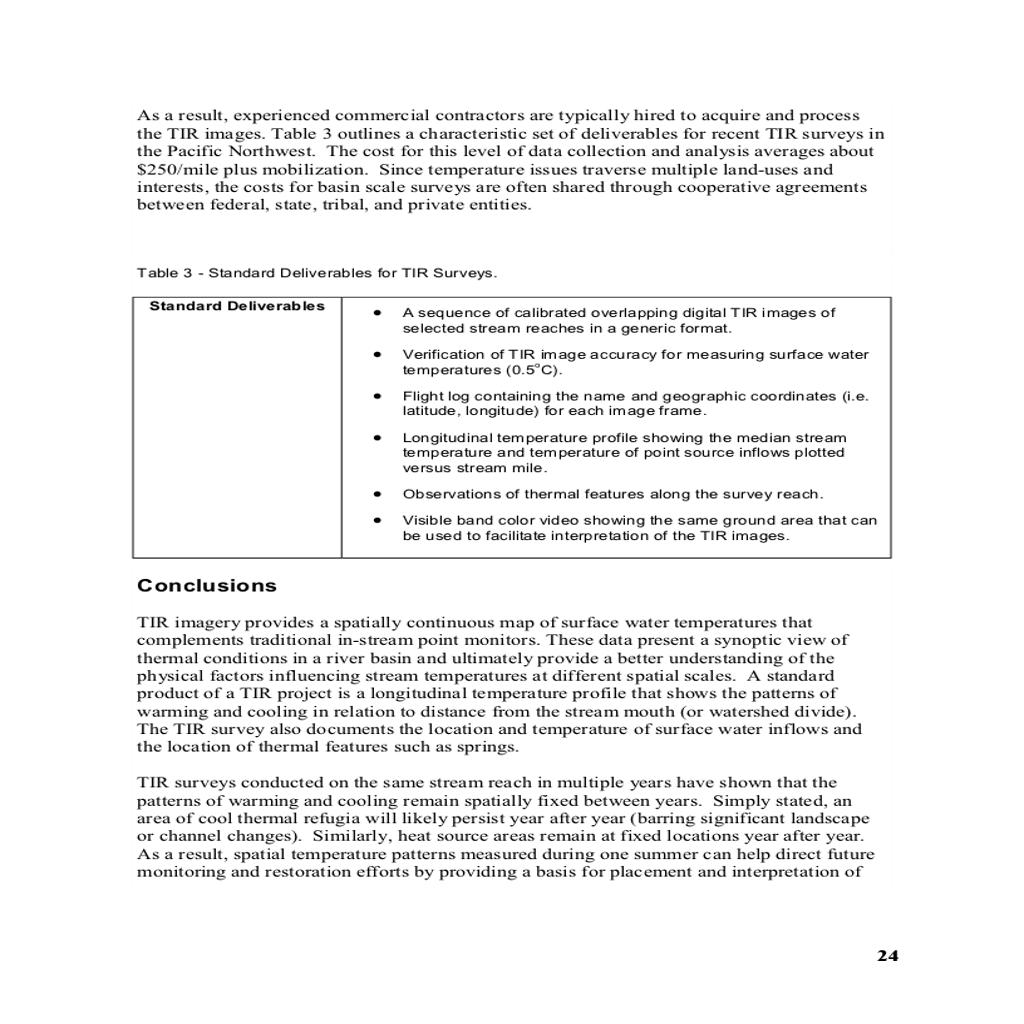 As a result, experienced commercial contractors are typically hired to acquire and process
the TIR images. Table 3 outlines a characteristic set of deliverables for recent TIR surveys in
the Pacific Northwest.  The cost for this level of data collection and analysis averages about
$250/mile plus mobilization.  Since temperature issues traverse multiple land-uses and
interests, the costs for basin scale surveys are often shared through cooperative agreements
between federal, state, tribal, and private entities.
Table 3 - Standard Deliverables for TIR Surveys.
Standard Deliverables
● A sequence of calibrated overlapping digital TIR images of
selected stream reaches in a generic format.
● Verification of TIR image accuracy for measuring surface water
temperatures (0.5°C).
● Flight log containing the name and geographic coordinates (i.e.
latitude, longitude) for each image frame.
● Longitudinal temperature profile showing the median stream
temperature and temperature of point source inflows plotted
versus stream mile.
● Observations of thermal features along the survey reach.
● Visible band color video showing the same ground area that can
be used to facilitate interpretation of the TIR images.
Conclusions
TIR imagery provides a spatially continuous map of surface water temperatures that
complements traditional in-stream point monitors. These data present a synoptic view of
thermal conditions in a river basin and ultimately provide a better understanding of the
physical factors influencing stream temperatures at different spatial scales.  A standard
product of a TIR project is a longitudinal temperature profile that shows the patterns of
warming and cooling in relation to distance from the stream mouth (or watershed divide).
The TIR survey also documents the location and temperature of surface water inflows and
the location of thermal features such as springs.
TIR surveys conducted on the same stream reach in multiple years have shown that the
patterns of warming and cooling remain spatially fixed between years.  Simply stated, an
area of cool thermal refugia will likely persist year after year (barring significant landscape
or channel changes).  Similarly, heat source areas remain at fixed locations year after year.
As a result, spatial temperature patterns measured during one summer can help direct future
monitoring and restoration efforts by providing a basis for placement and interpretation of
24